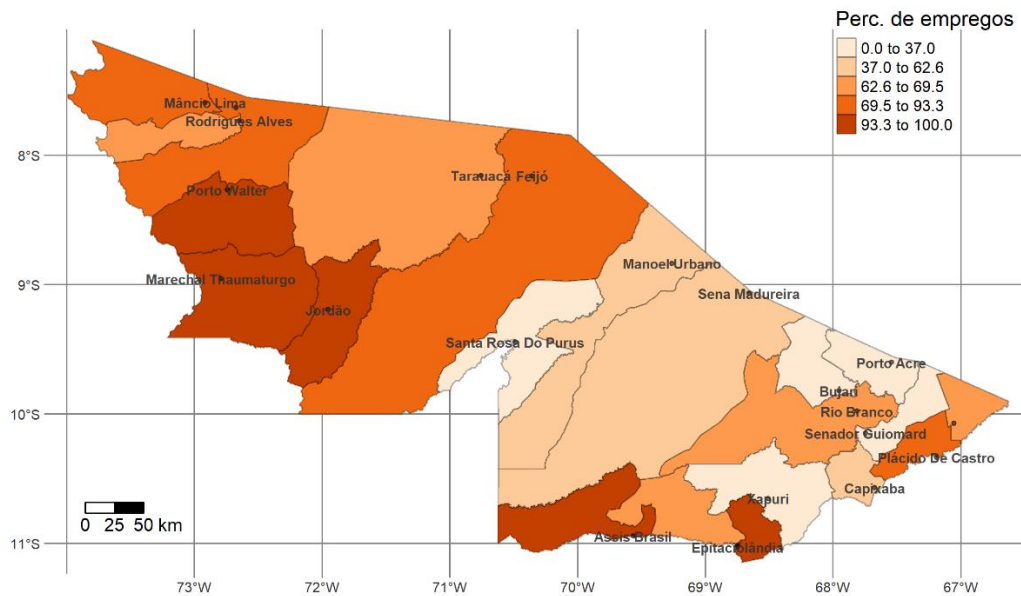 Perc. de empregos
0.0 to 37.0
37.0 to 62.6
62.6 to 69.5
69.5 to 93.3
93.3 to 100.0
Mâncio Lima
Rodrigues Alves
8°S
Tarauacá Feijó
Porto Walter
Manoel Urbano
Marechal Thaumaturgo
9°S
Sena Madureira
Jordão
Santa Rosa Do Purus
Porto Acre
Bujari
10°S
Rio Branco
Senador Guiomard
Plácido De Castro
Capixaba
Xapuri
0 25 50 km
Assis Brasil
11°S
Epitaciolândia
73°W 72°W 71°W 70°W 69°W 68°W 67°W